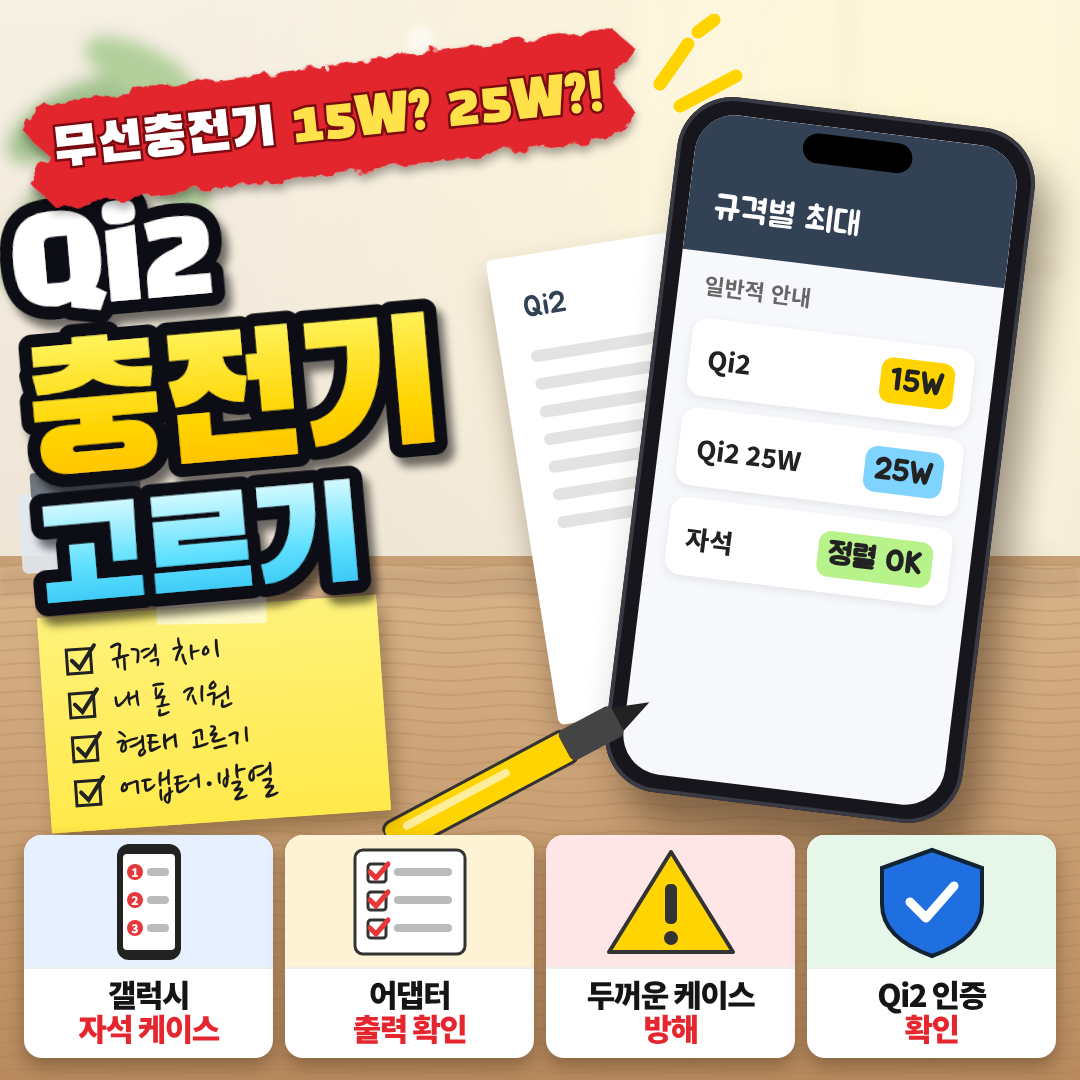 무선충전기 15W? 25W?!
Qi2
충전기
고르기
규격 차이
내 폰 지원
형태 고르기
어댑터·발열
Qi2
규격별 최대
일반적 안내
Qi2 15W
Qi2 25W 25W
자석 정렬 OK
1
2
3
갤럭시
자석 케이스
어댑터
출력 확인
두꺼운 케이스
방해
Qi2 인증
확인